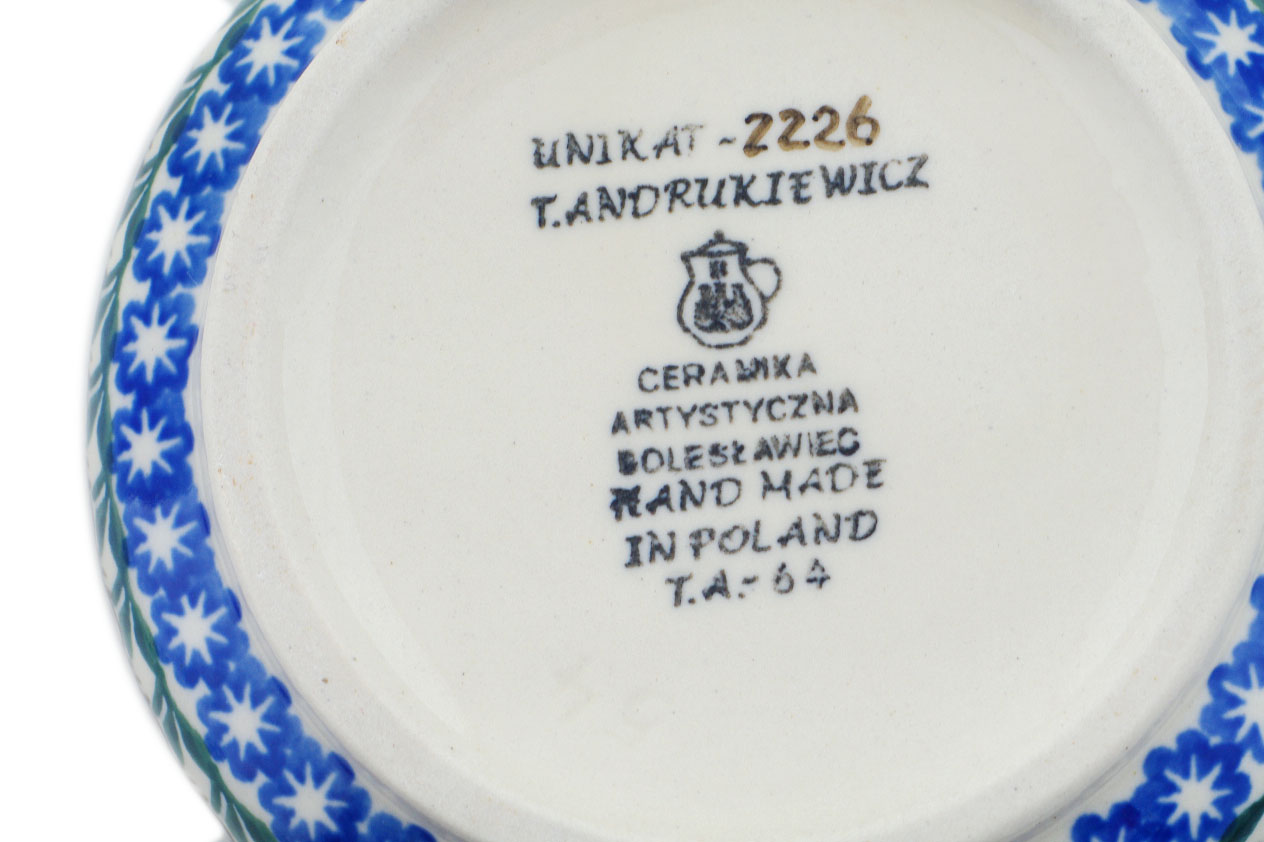 UNIKAT - 2226
T. ANDRUKIEWICZ
CERAMIKA
ARTYSTYCZNA
BOLESŁAWIEC
HAND MADE
IN POLAND
T.A.- 64